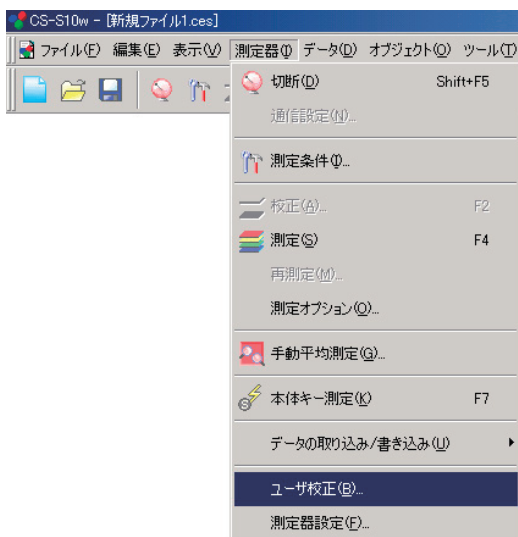 CS-S10w - [新規ファイル1.ces]
ファイル(F) 編集(E) 表示(V) 測定器(I) データ(D) オブジェクト(O) ツール(T)
切断(D) Shift+F5
通信設定(N)...
測定条件(I)...
校正(A)... F2
測定(S) F4
再測定(M)...
測定オプション(O)...
手動平均測定(G)...
本体キー測定(K) F7
データの取り込み/書き込み(U)
ユーザ校正(B)...
測定器設定(F)...